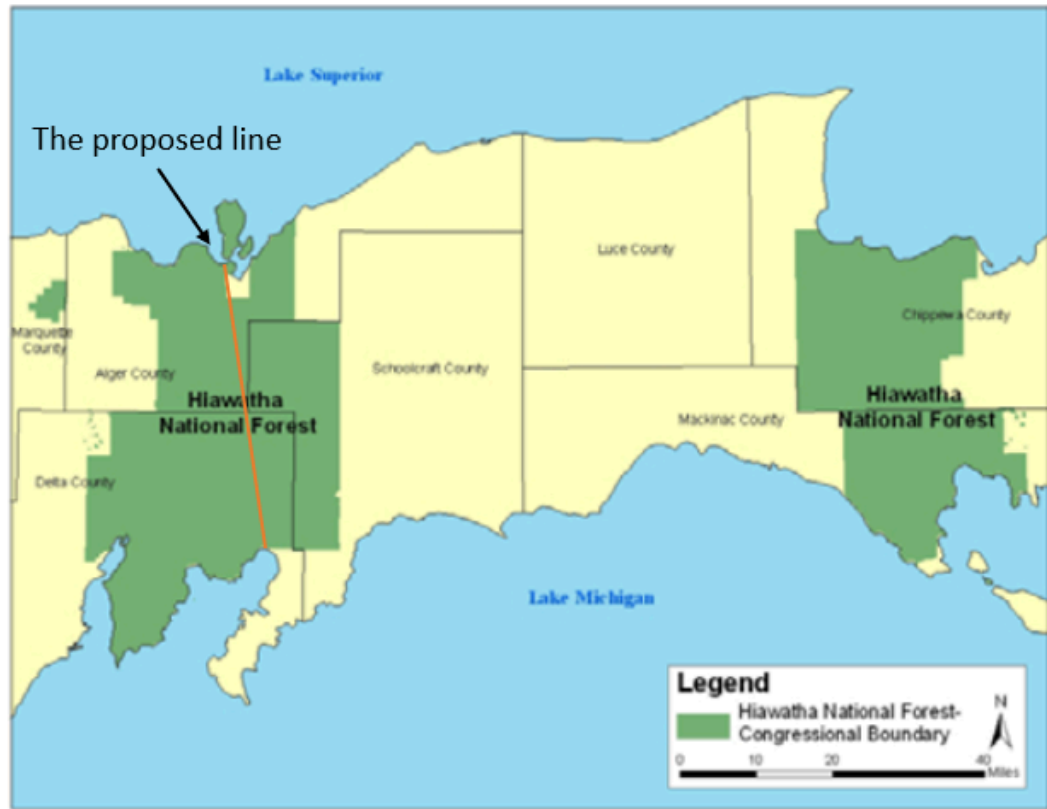 Lake Superior
The proposed line
Luce County
Chippewa County
Marquette
County
Alger County
Schoolcraft County
Hiawatha
National Forest
Hiawatha
National Forest
Mackinac County
Delta County
Lake Michigan
Legend
Hiawatha National Forest-
Congressional Boundary
N
0 10 20 40
Miles